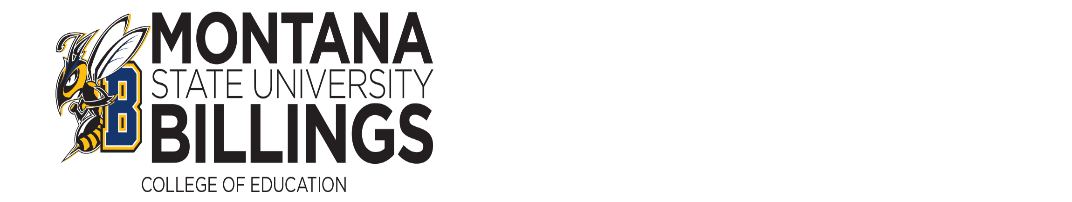 MONTANA
STATE UNIVERSITY
B BILLINGS
COLLEGE OF EDUCATION